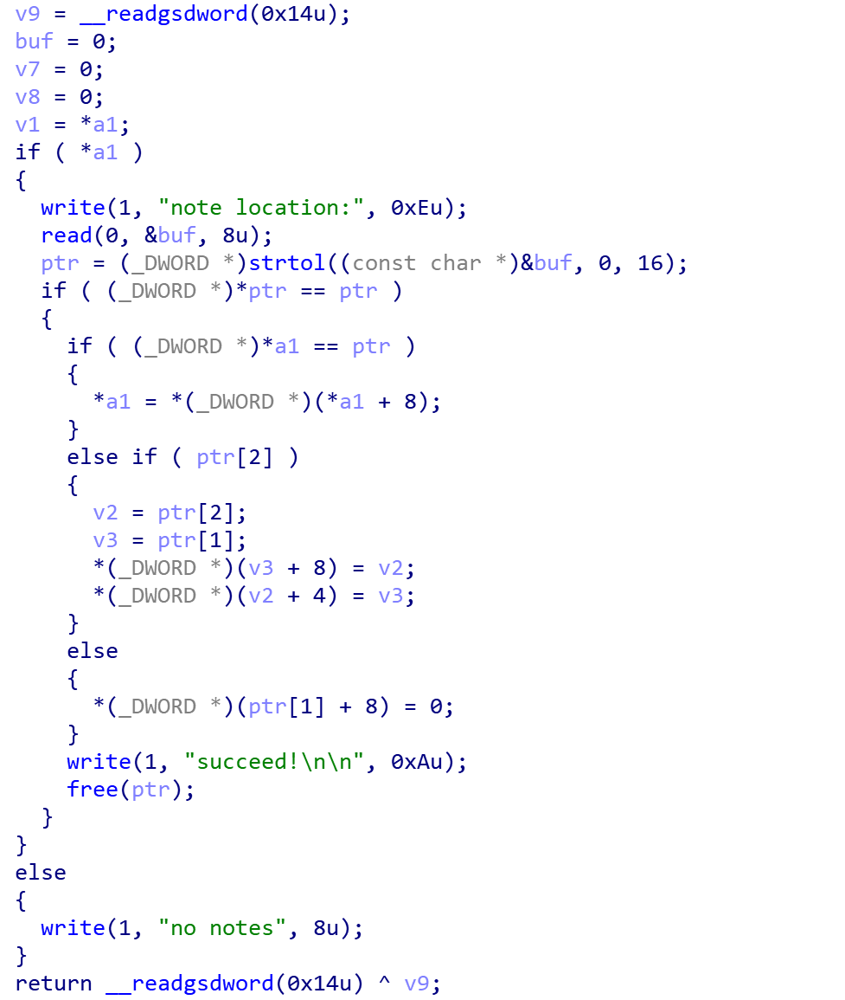 v9 = __readgsdword(0x14u);
buf = 0;
v7 = 0;
v8 = 0;
v1 = *a1;
if ( *a1 )
{
  write(1, "note location:", 0xEu);
  read(0, &buf, 8u);
  ptr = (_DWORD *)strtol((const char *)&buf, 0, 16);
  if ( (_DWORD *)*ptr == ptr )
  {
    if ( (_DWORD *)*a1 == ptr )
    {
      *a1 = *(_DWORD *)(*a1 + 8);
    }
    else if ( ptr[2] )
    {
      v2 = ptr[2];
      v3 = ptr[1];
      *(_DWORD *)(v3 + 8) = v2;
      *(_DWORD *)(v2 + 4) = v3;
    }
    else
    {
      *(_DWORD *)(ptr[1] + 8) = 0;
    }
    write(1, "succeed!\n\n", 0xAu);
    free(ptr);
  }
}
else
{
  write(1, "no notes", 8u);
}
return __readgsdword(0x14u) ^ v9;